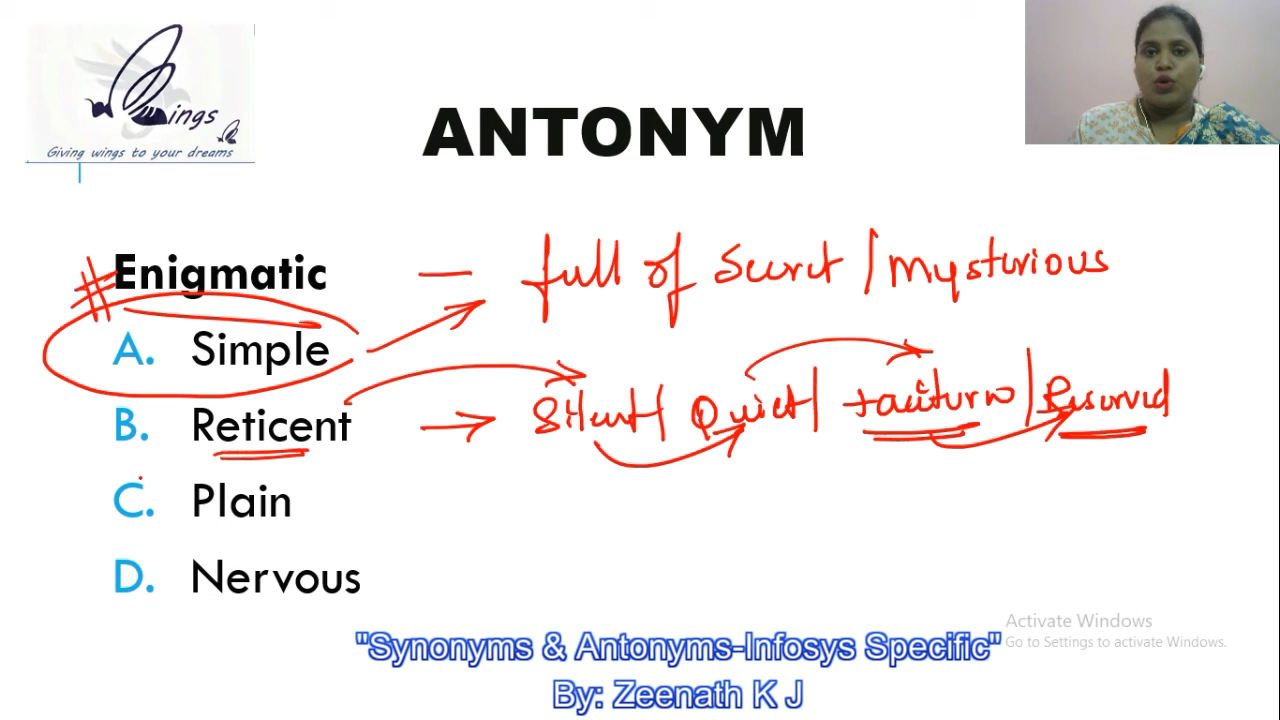 ings
Giving wings to your dreams
ANTONYM
# Enigmatic — full of secret / mysterious
A. Simple
B. Reticent → Silent / Quiet / taciturn / Reserved
C. Plain
D. Nervous
Activate Windows
Go to Settings to activate Windows.
"Synonyms & Antonyms-Infosys Specific"
By: Zeenath K J